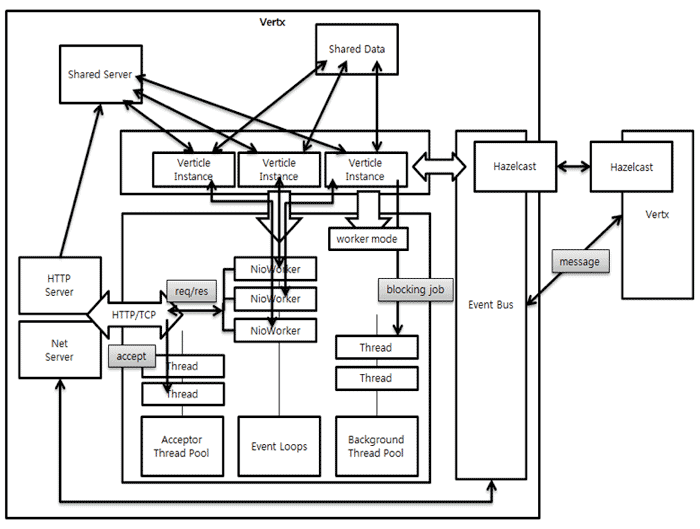 Vertx
Shared Server
Shared Data
Verticle
Instance
Verticle
Instance
Verticle
Instance
Hazelcast
Hazelcast
Vertx
worker mode
message
HTTP
Server
req/res
NioWorker
NioWorker
NioWorker
blocking job
Event Bus
HTTP/TCP
Net
Server
accept
Thread
Thread
Thread
Thread
Acceptor
Thread Pool
Event Loops
Background
Thread Pool